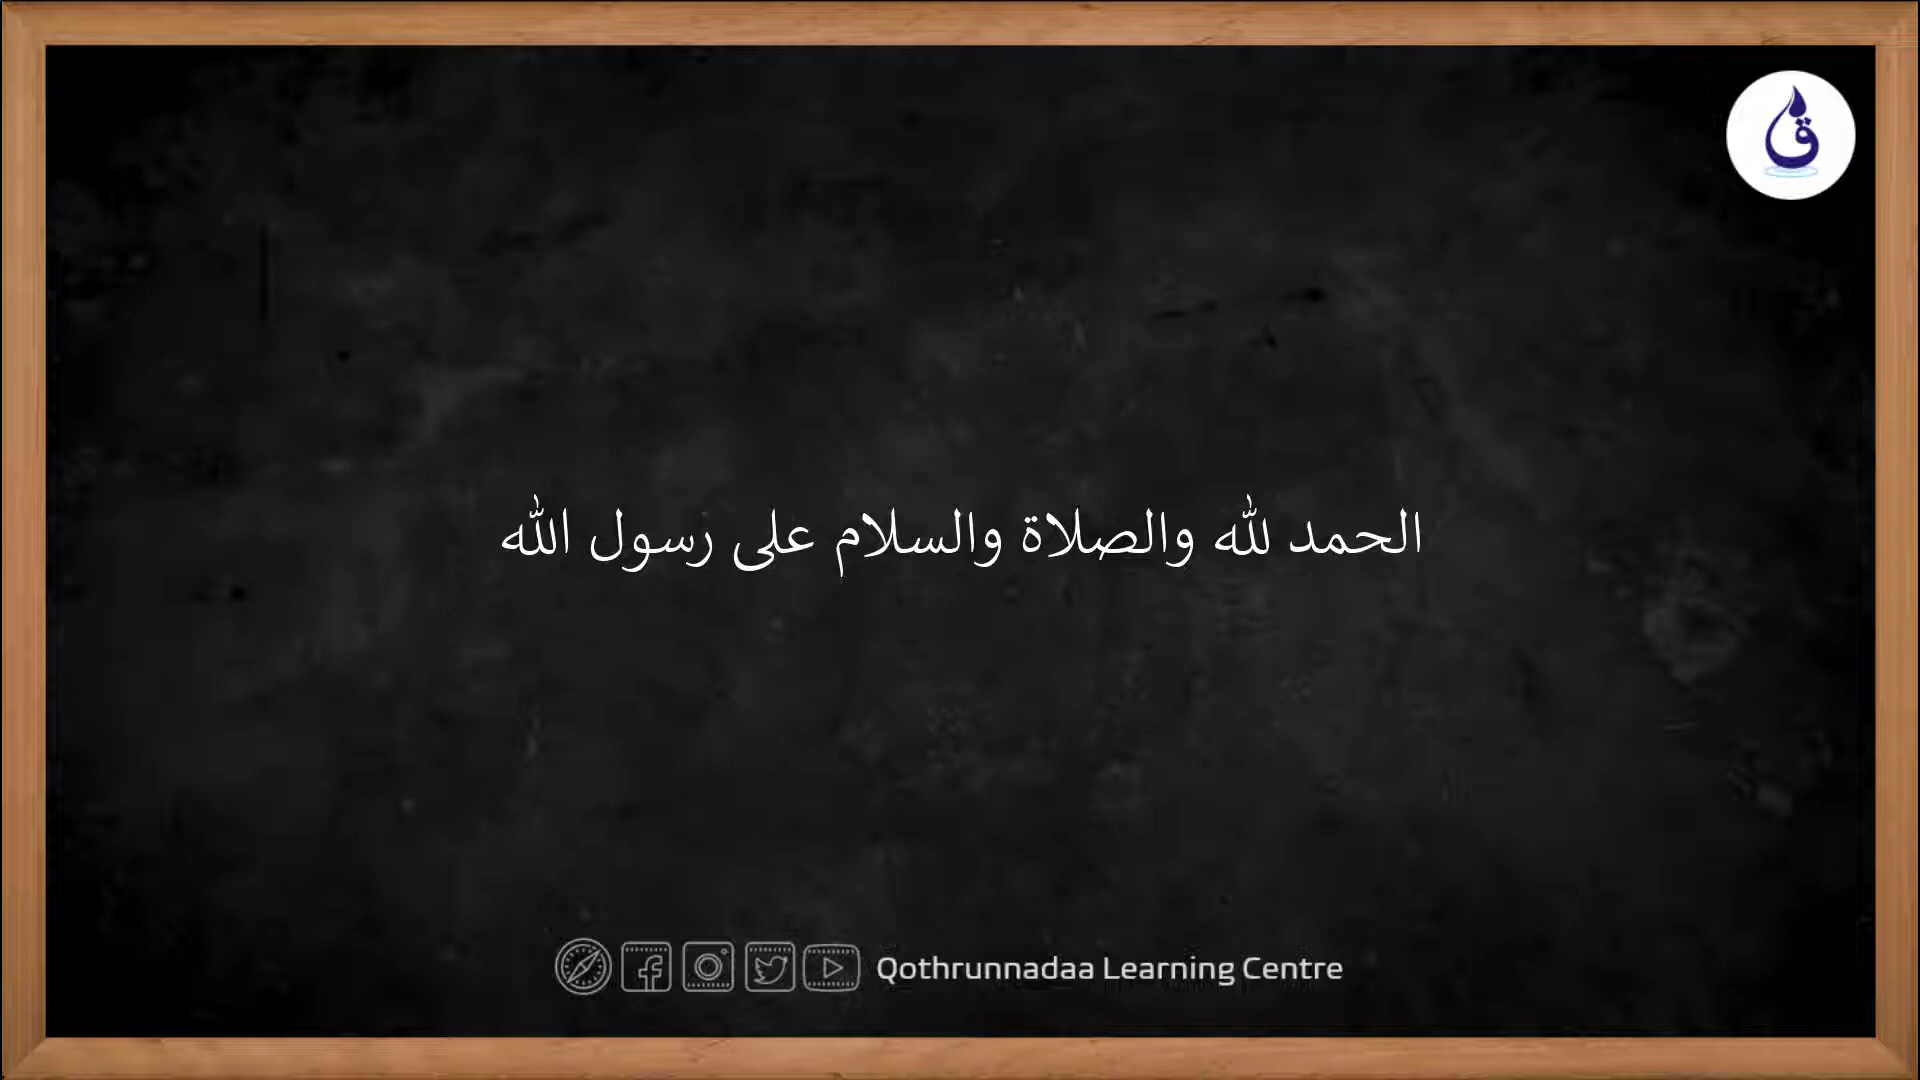 الحمد لله والصلاة والسلام على رسول الله
Qothrunnadaa Learning Centre